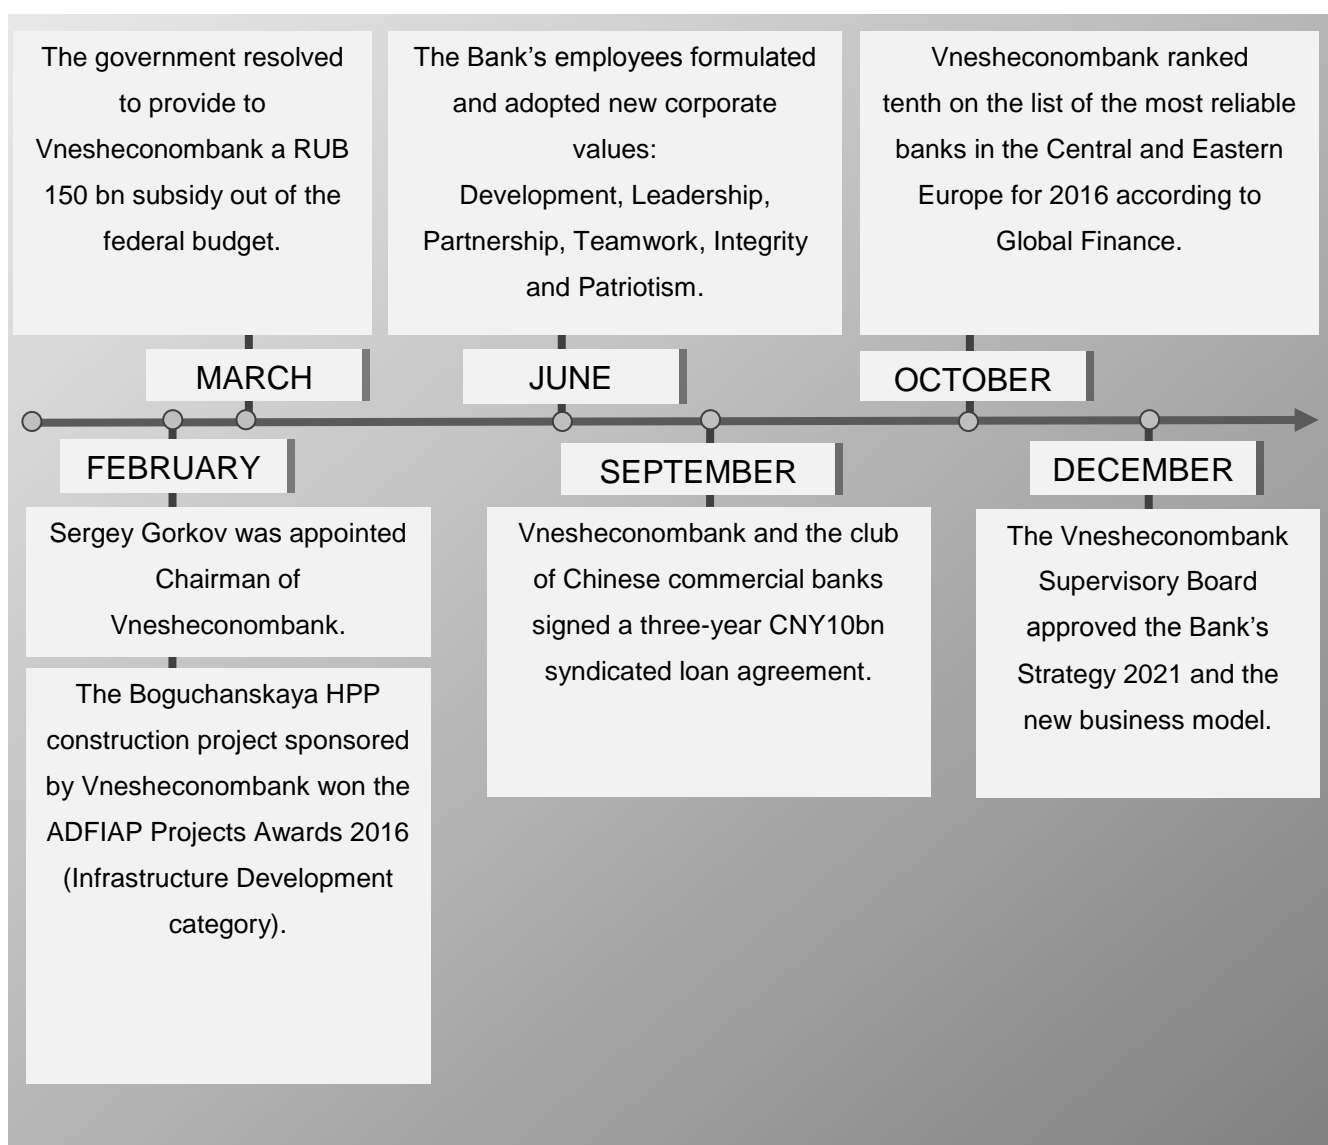 The government resolved
to provide to
Vnesheconombank a RUB
150 bn subsidy out of the
federal budget.
The Bank’s employees formulated
and adopted new corporate
values:
Development, Leadership,
Partnership, Teamwork, Integrity
and Patriotism.
Vnesheconombank ranked
tenth on the list of the most reliable
banks in the Central and Eastern
Europe for 2016 according to
Global Finance.
MARCH
JUNE
OCTOBER
FEBRUARY
SEPTEMBER
DECEMBER
Sergey Gorkov was appointed
Chairman of
Vnesheconombank.
The Boguchanskaya HPP
construction project sponsored
by Vnesheconombank won the
ADFIAP Projects Awards 2016
(Infrastructure Development
category).
Vnesheconombank and the club
of Chinese commercial banks
signed a three-year CNY10bn
syndicated loan agreement.
The Vnesheconombank
Supervisory Board
approved the Bank’s
Strategy 2021 and the
new business model.